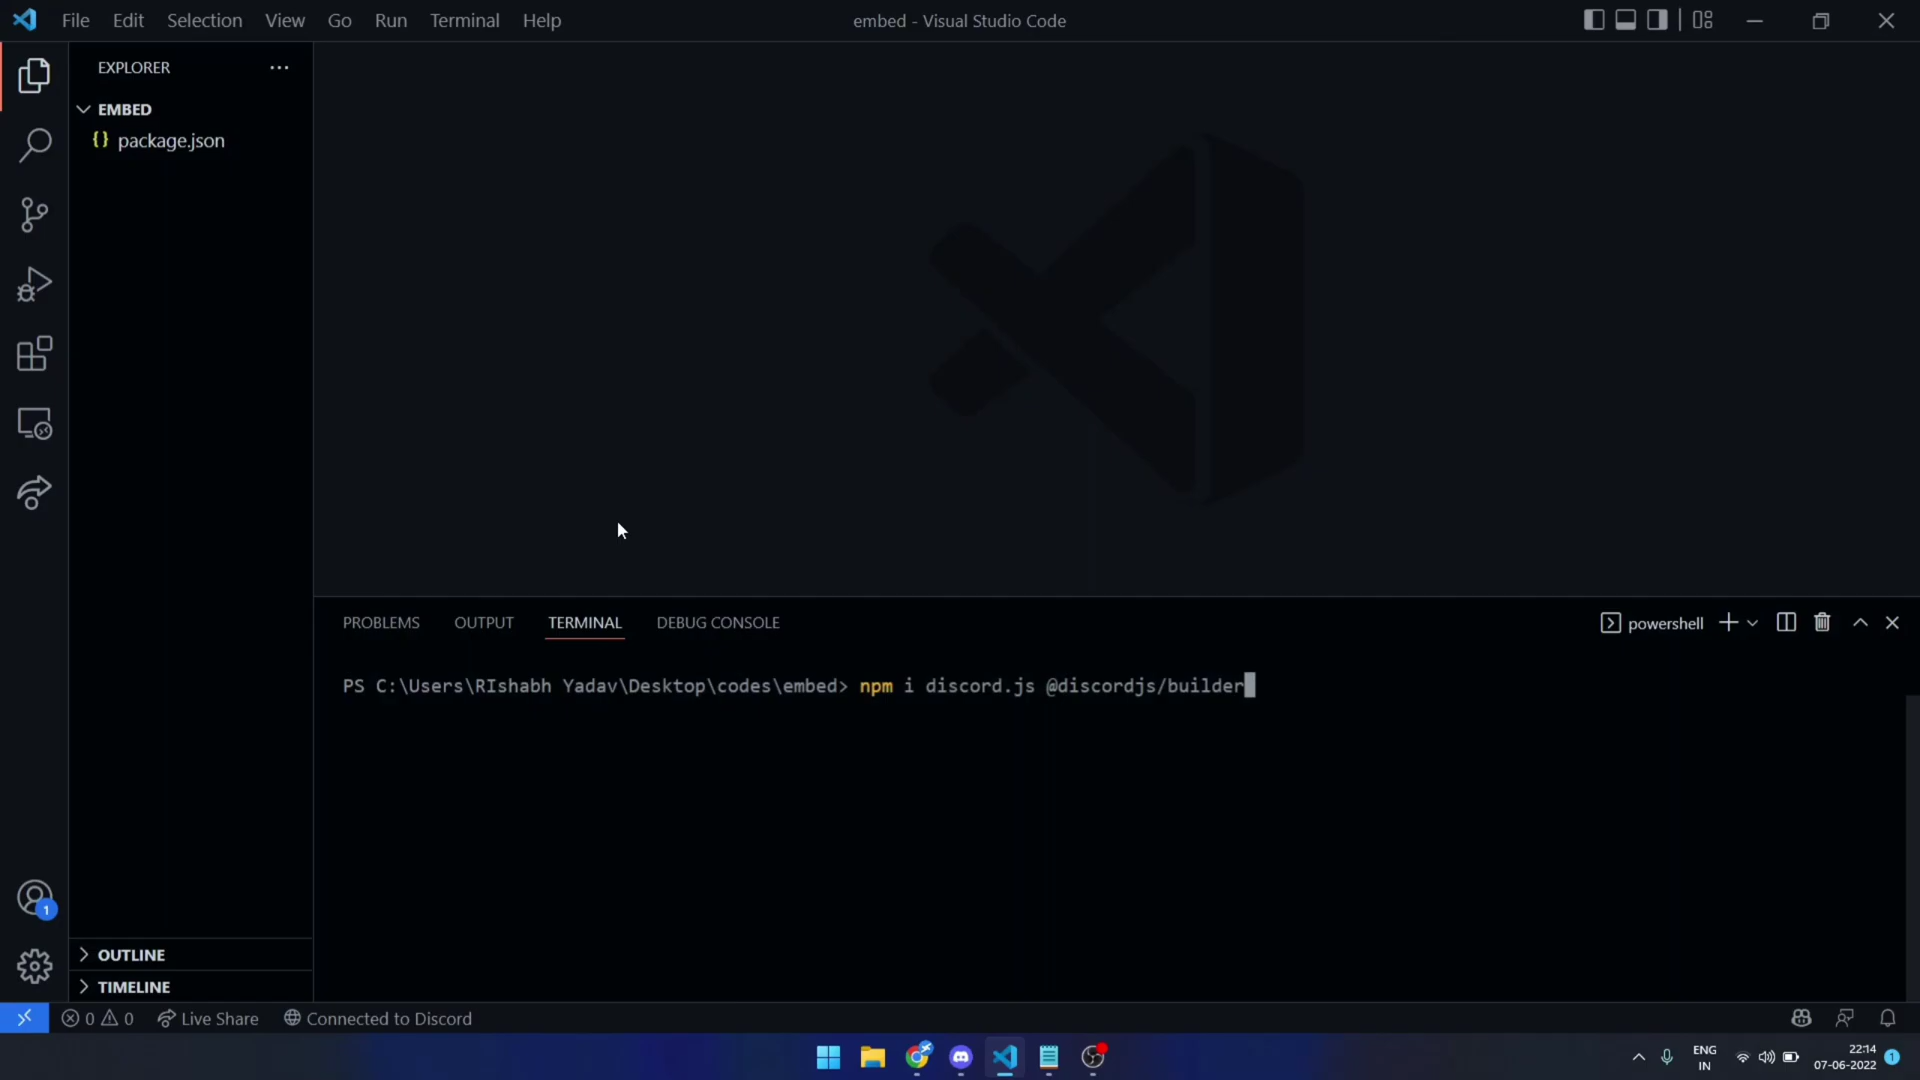 File Edit Selection View Go Run Terminal Help
embed - Visual Studio Code
EXPLORER
EMBED
{} package.json
PROBLEMS OUTPUT TERMINAL DEBUG CONSOLE
powershell
PS C:\Users\RIshabh Yadav\Desktop\codes\embed> npm i discord.js @discordjs/builder
1
OUTLINE
TIMELINE
0 0 Live Share Connected to Discord
ENG
IN
22:14
07-06-2022
1